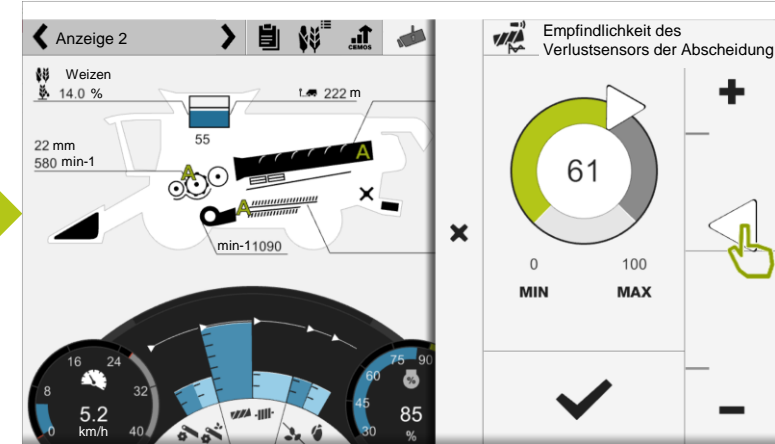 Anzeige 2
CEMOS
Empfindlichkeit des
Verlustsensors der Abscheidung
Weizen
14.0 %
222 m
55
22 mm
580 min-1
A
A
A
min-1 1090
61
0
100
MIN
MAX
0
8
16
24
32
40
5.2
km/h
30
45
60
75
90
%
85
%